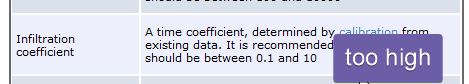 Infiltration
coefficient
A time coefficient, determined by calibration from
existing data. It is recommended
should be between 0.1 and 10
too high